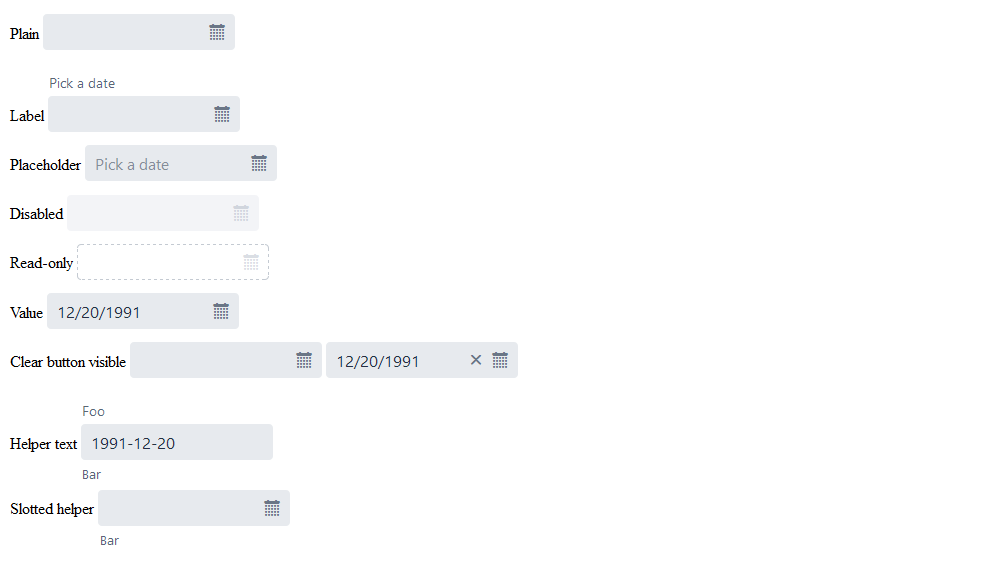 Plain
Pick a date
Label
Placeholder Pick a date
Disabled
Read-only
Value 12/20/1991
Clear button visible 12/20/1991
Foo
Helper text 1991-12-20
Bar
Slotted helper
Bar